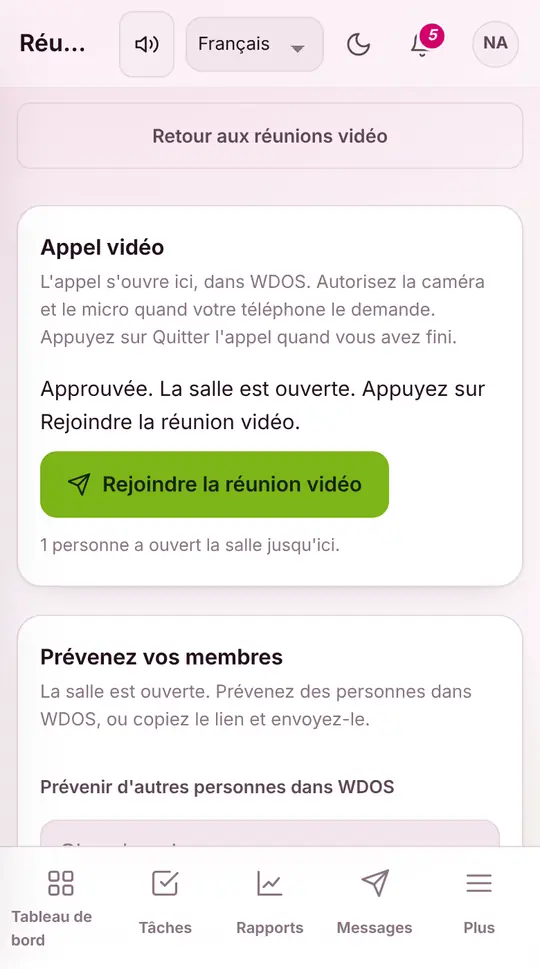 Réu...
Français
5
NA
Retour aux réunions vidéo
Appel vidéo
L'appel s'ouvre ici, dans WDOS. Autorisez la caméra
et le micro quand votre téléphone le demande.
Appuyez sur Quitter l'appel quand vous avez fini.
Approuvée. La salle est ouverte. Appuyez sur
Rejoindre la réunion vidéo.
Rejoindre la réunion vidéo
1 personne a ouvert la salle jusqu'ici.
Prévenez vos membres
La salle est ouverte. Prévenez des personnes dans
WDOS, ou copiez le lien et envoyez-le.
Prévenir d'autres personnes dans WDOS
Tableau de
bord
Tâches
Rapports
Messages
Plus